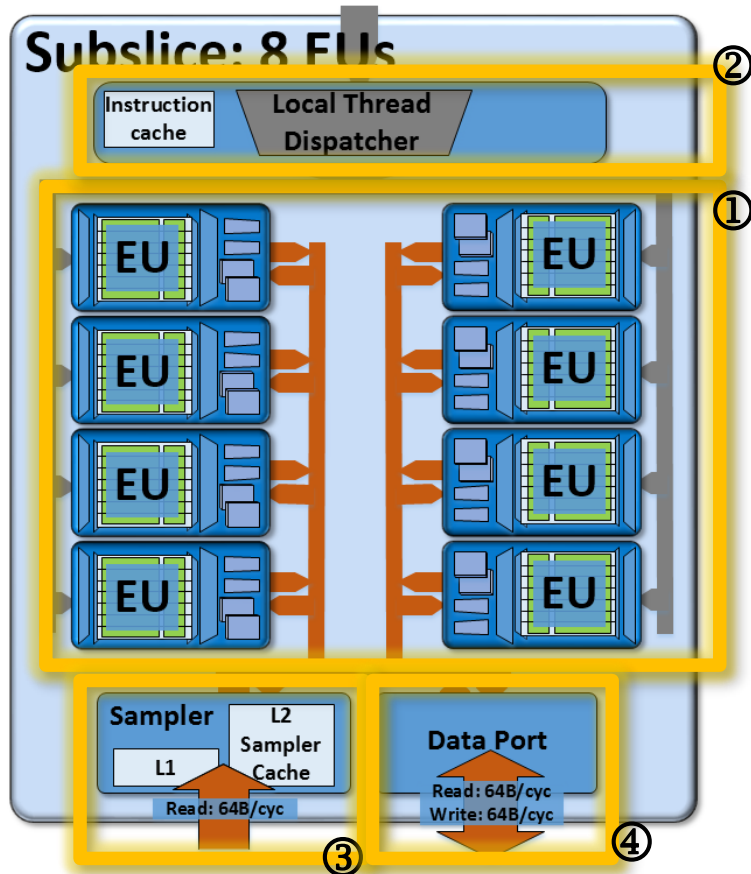 Subslice: 8 EUs
②
Instruction
cache
Local Thread
Dispatcher
①
EU
EU
EU
EU
EU
EU
EU
EU
Sampler
L2
Sampler
Cache
L1
Read: 64B/cyc
③
Data Port
Read: 64B/cyc
Write: 64B/cyc
④